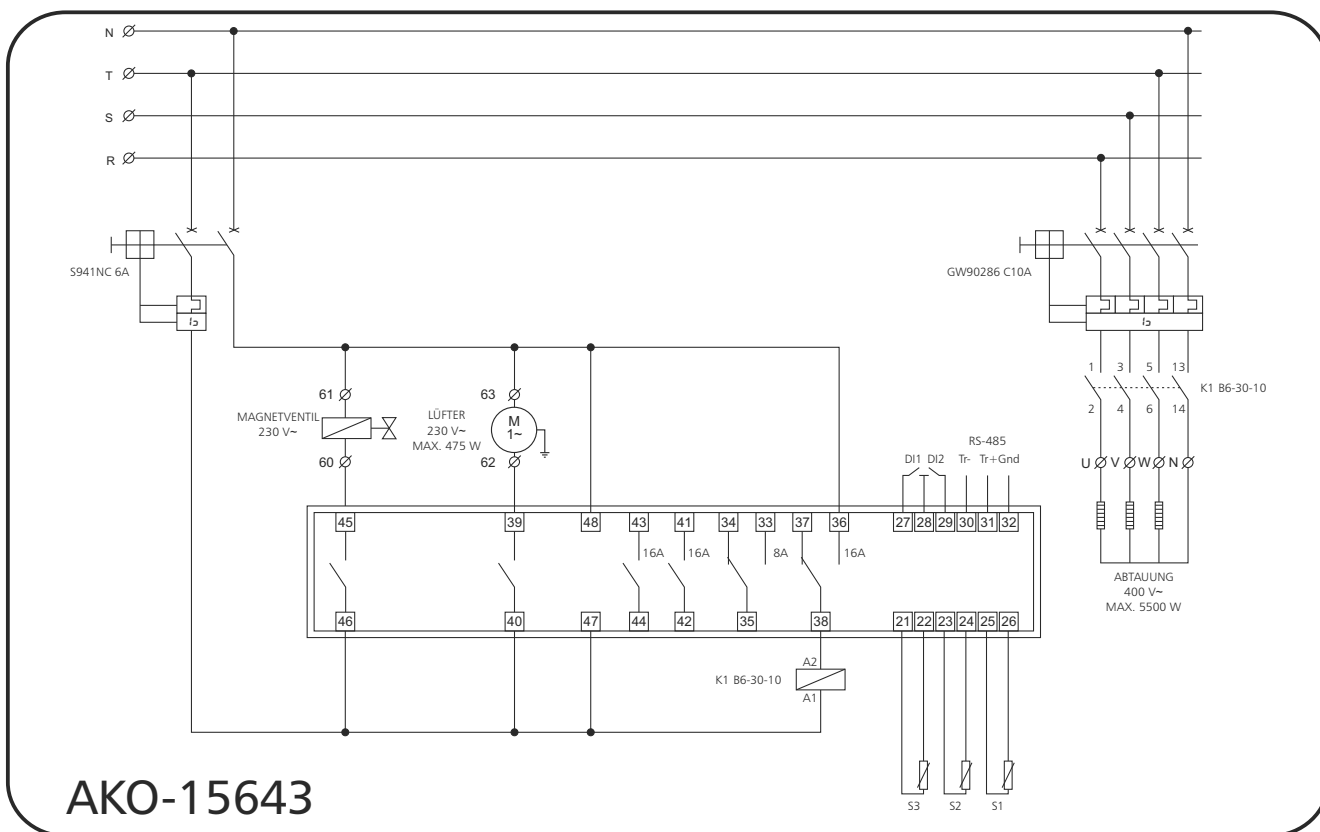 N
T
S
R
S941NC 6A
GW90286 C10A
1 3 5 13
K1 B6-30-10
2 4 6 14
61
63
MAGNETVENTIL
230 V~
LÜFTER
230 V~
MAX. 475 W
M
1~
60
62
RS-485
DI1 DI2 Tr- Tr+ Gnd
U V W N
45 39 48 43 41 34 33 37 36 27 28 29 30 31 32
16A 16A 8A 16A
ABTAUUNG
400 V~
MAX. 5500 W
46 40 47 44 42 35 38 21 22 23 24 25 26
A2
K1 B6-30-10
A1
S3 S2 S1
AKO-15643